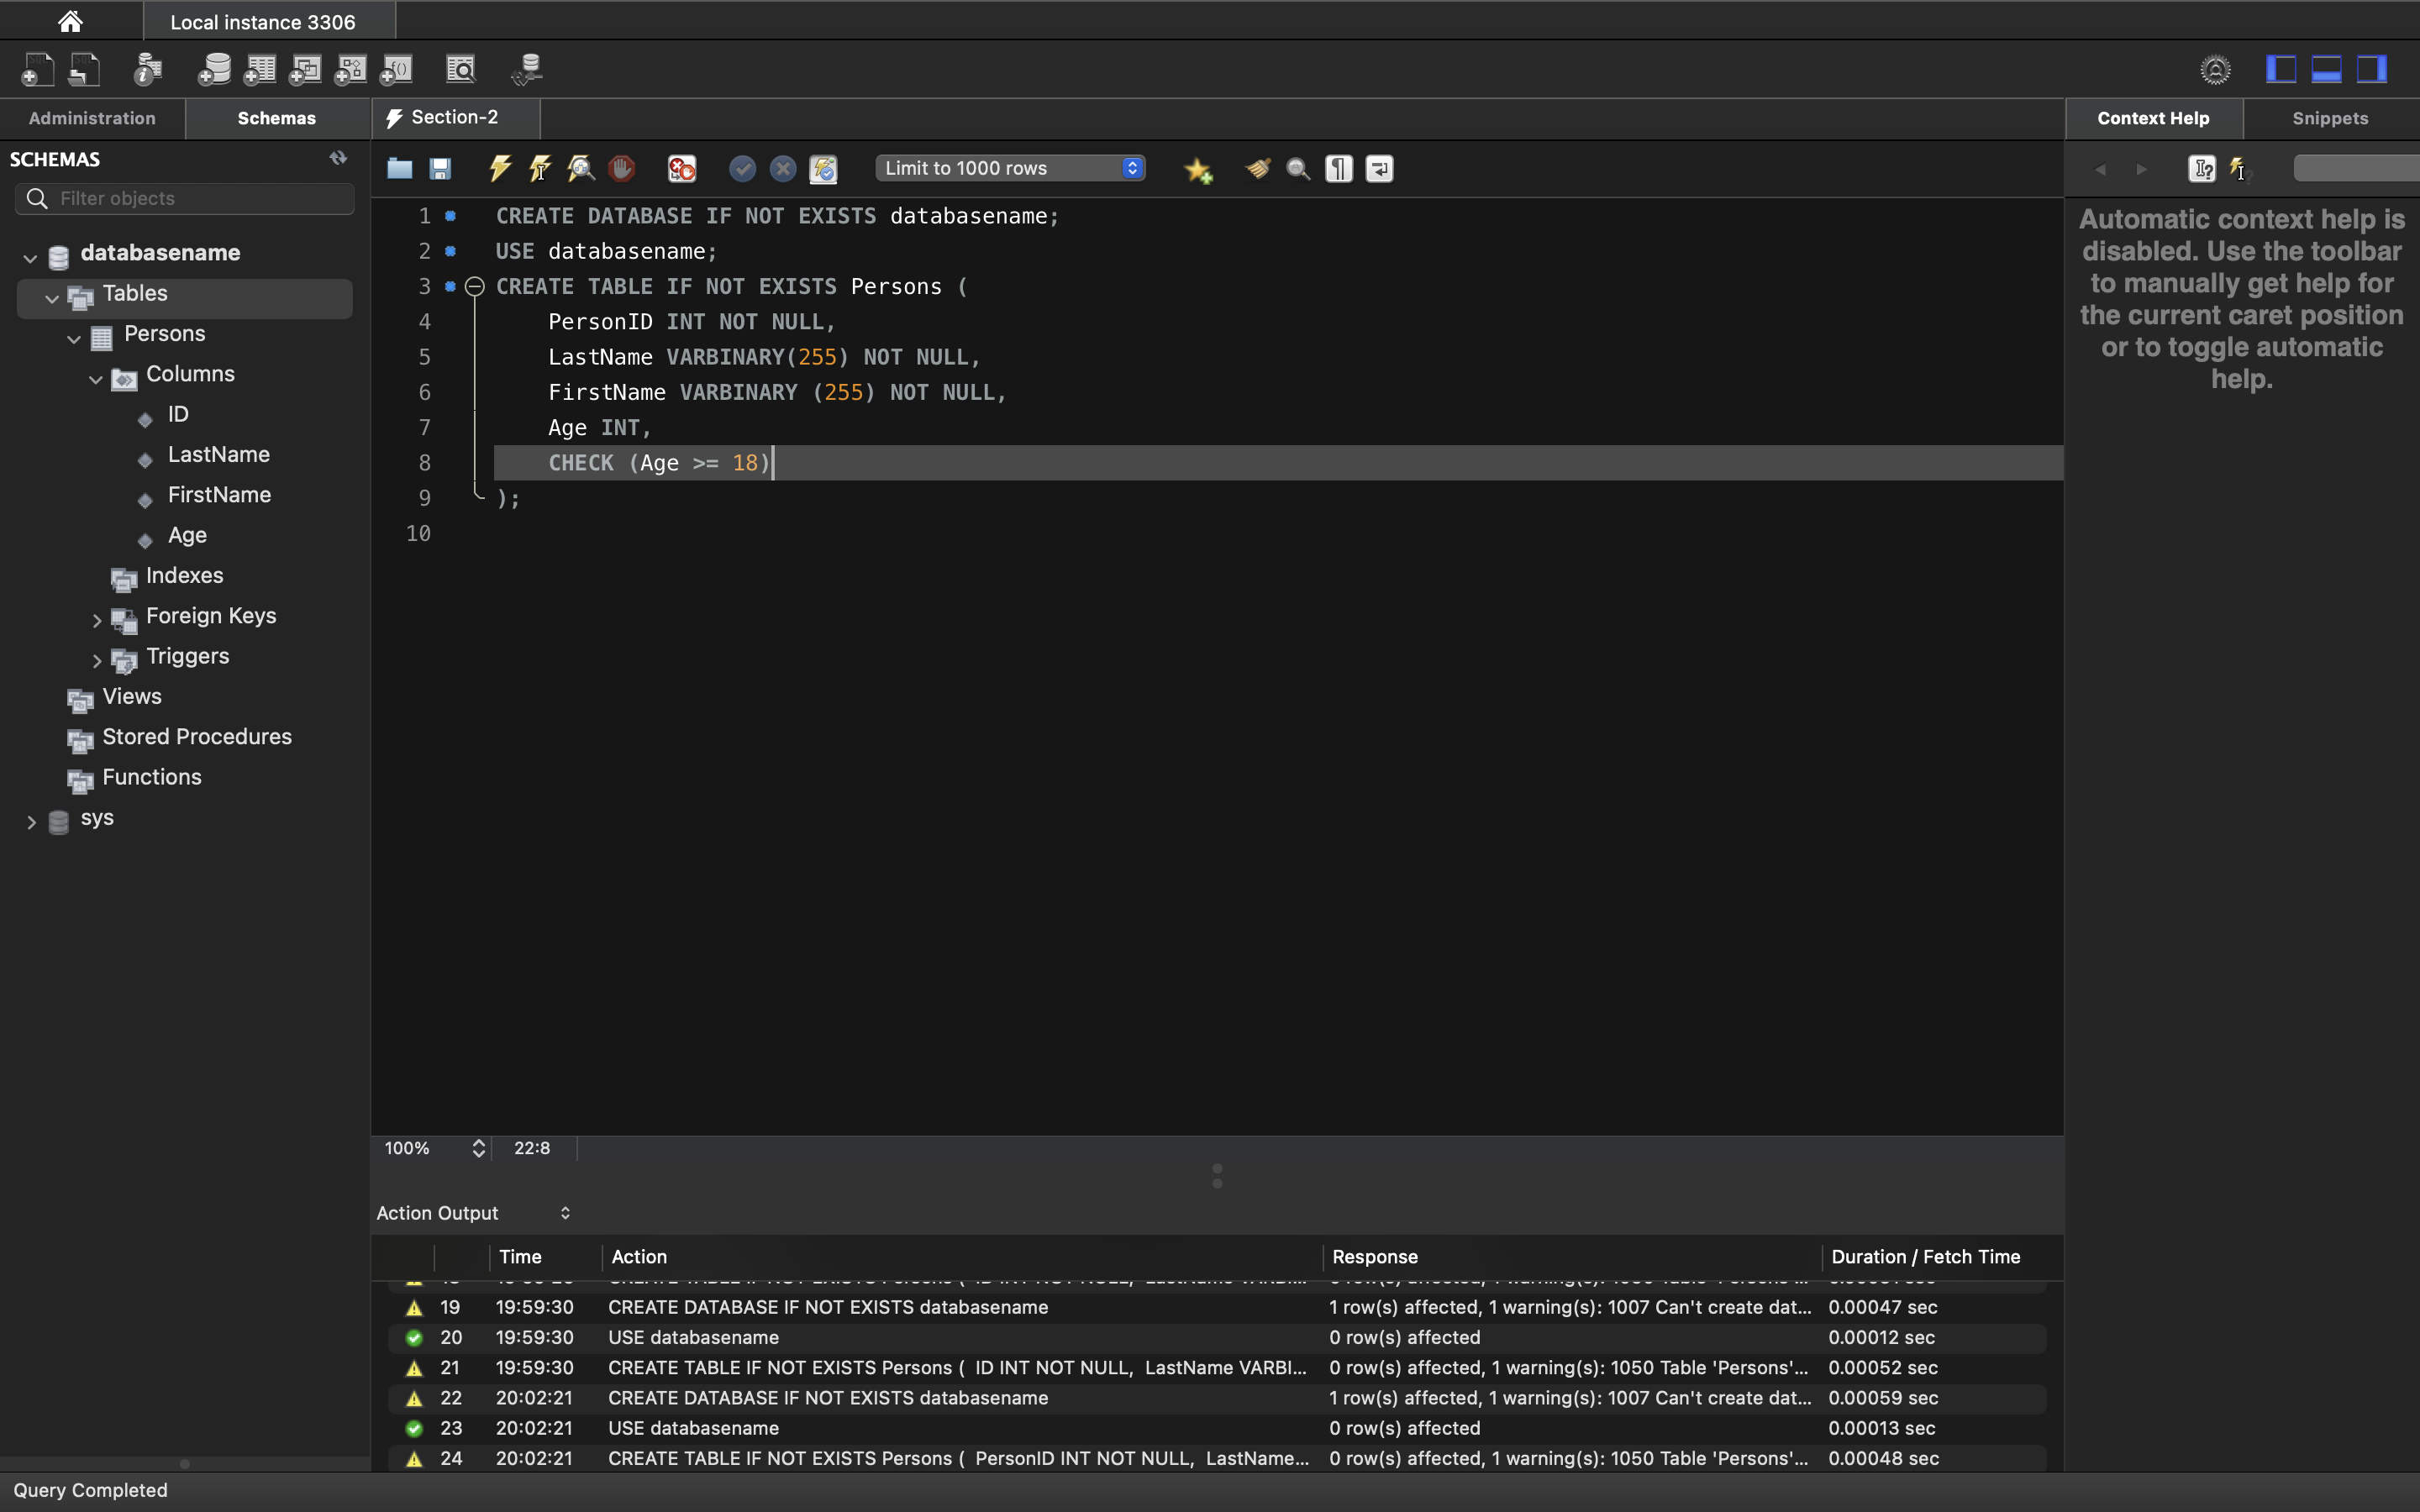 Local instance 3306
Administration
Schemas
Section-2
Context Help
Snippets
SCHEMAS
Filter objects
Limit to 1000 rows
databasename
Tables
Persons
Columns
ID
LastName
FirstName
Age
Indexes
Foreign Keys
Triggers
Views
Stored Procedures
Functions
sys
1 CREATE DATABASE IF NOT EXISTS databasename;
2 USE databasename;
3 CREATE TABLE IF NOT EXISTS Persons (
4 PersonID INT NOT NULL,
5 LastName VARBINARY(255) NOT NULL,
6 FirstName VARBINARY (255) NOT NULL,
7 Age INT,
8 CHECK (Age >= 18)
9 );
10
Automatic context help is
disabled. Use the toolbar
to manually get help for
the current caret position
or to toggle automatic
help.
100% 22:8
Action Output
Time Action Response Duration / Fetch Time
19 19:59:30 CREATE DATABASE IF NOT EXISTS databasename 1 row(s) affected, 1 warning(s): 1007 Can't create dat... 0.00047 sec
20 19:59:30 USE databasename 0 row(s) affected 0.00012 sec
21 19:59:30 CREATE TABLE IF NOT EXISTS Persons ( ID INT NOT NULL, LastName VARBI... 0 row(s) affected, 1 warning(s): 1050 Table 'Persons'... 0.00052 sec
22 20:02:21 CREATE DATABASE IF NOT EXISTS databasename 1 row(s) affected, 1 warning(s): 1007 Can't create dat... 0.00059 sec
23 20:02:21 USE databasename 0 row(s) affected 0.00013 sec
24 20:02:21 CREATE TABLE IF NOT EXISTS Persons ( PersonID INT NOT NULL, LastName... 0 row(s) affected, 1 warning(s): 1050 Table 'Persons'... 0.00048 sec
Query Completed